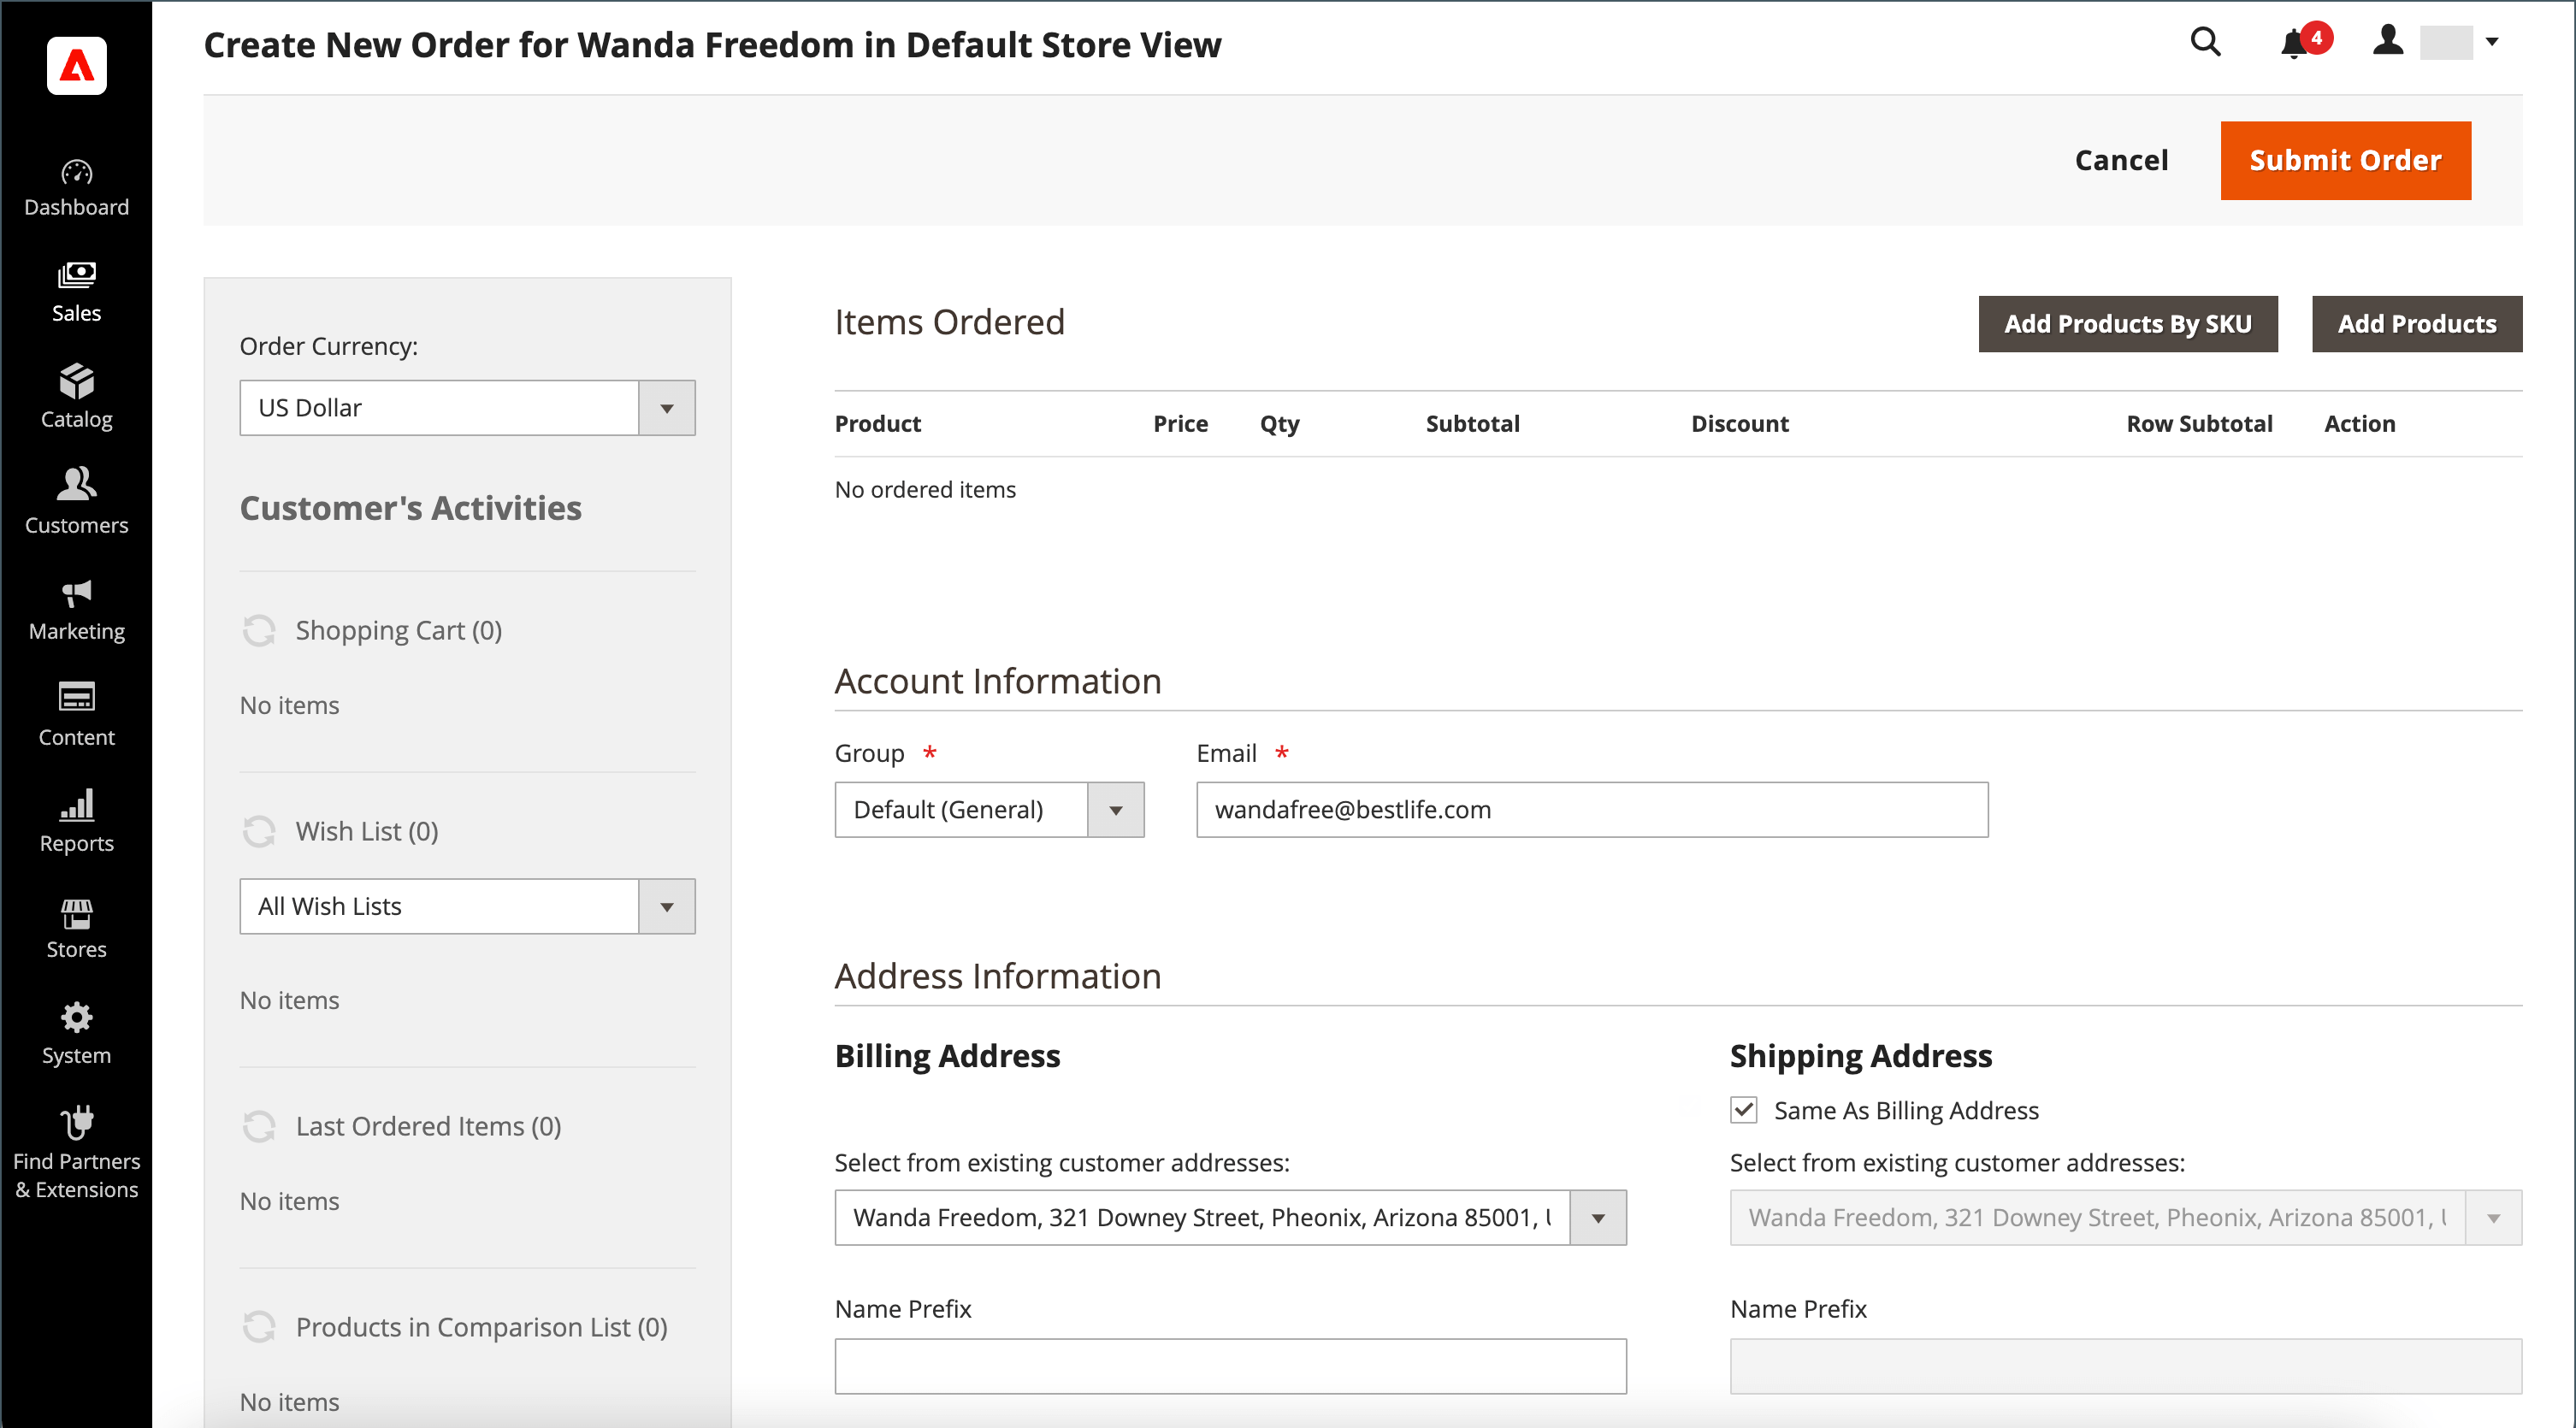 Create New Order for Wanda Freedom in Default Store View
4
Cancel
Submit Order
Dashboard
Sales
Catalog
Customers
Marketing
Content
Reports
Stores
System
Find Partners
& Extensions
Order Currency:
US Dollar
Customer's Activities
Shopping Cart (0)
No items
Wish List (0)
All Wish Lists
No items
Last Ordered Items (0)
No items
Products in Comparison List (0)
No items
Items Ordered
Add Products By SKU
Add Products
Product Price Qty Subtotal Discount Row Subtotal Action
No ordered items
Account Information
Group *
Default (General)
Email *
wandafree@bestlife.com
Address Information
Billing Address
Select from existing customer addresses:
Wanda Freedom, 321 Downey Street, Pheonix, Arizona 85001,
Name Prefix
Shipping Address
Same As Billing Address
Select from existing customer addresses:
Wanda Freedom, 321 Downey Street, Pheonix, Arizona 85001,
Name Prefix